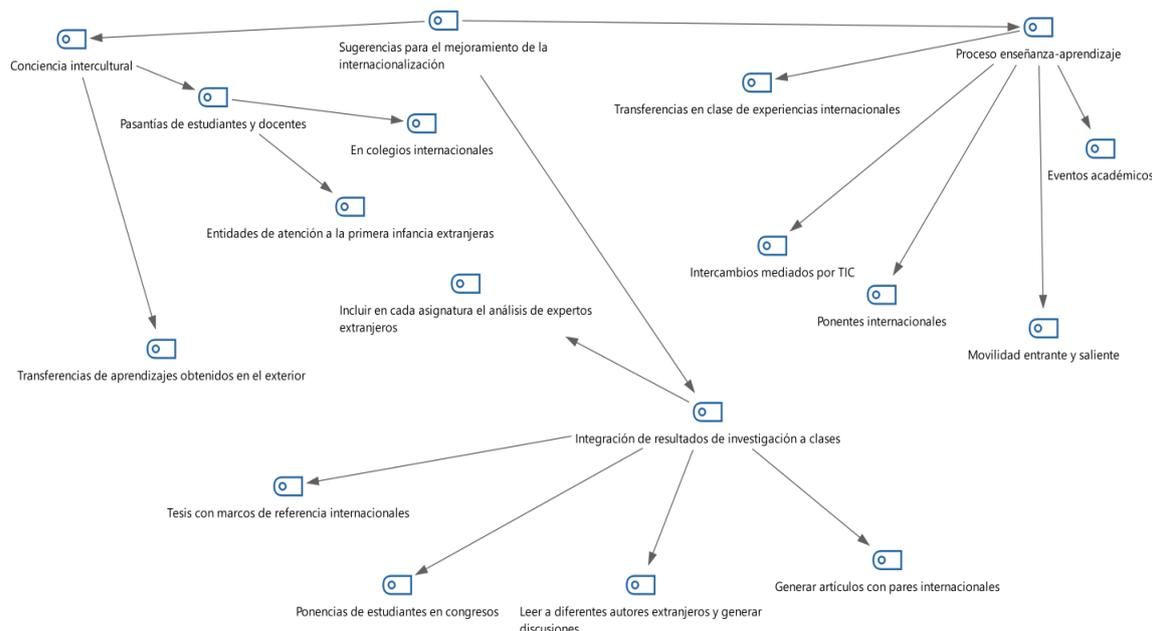 Sugerencias para el mejoramiento de la
internacionalización
Conciencia intercultural
Proceso enseñanza-aprendizaje
Transferencias en clase de experiencias internacionales
Pasantías de estudiantes y docentes
En colegios internacionales
Eventos académicos
Entidades de atención a la primera infancia extranjeras
Intercambios mediados por TIC
Incluir en cada asignatura el análisis de expertos
extranjeros
Ponentes internacionales
Movilidad entrante y saliente
Transferencias de aprendizajes obtenidos en el exterior
Integración de resultados de investigación a clases
Tesis con marcos de referencia internacionales
Generar artículos con pares internacionales
Ponencias de estudiantes en congresos
Leer a diferentes autores extranjeros y generar
discusiones